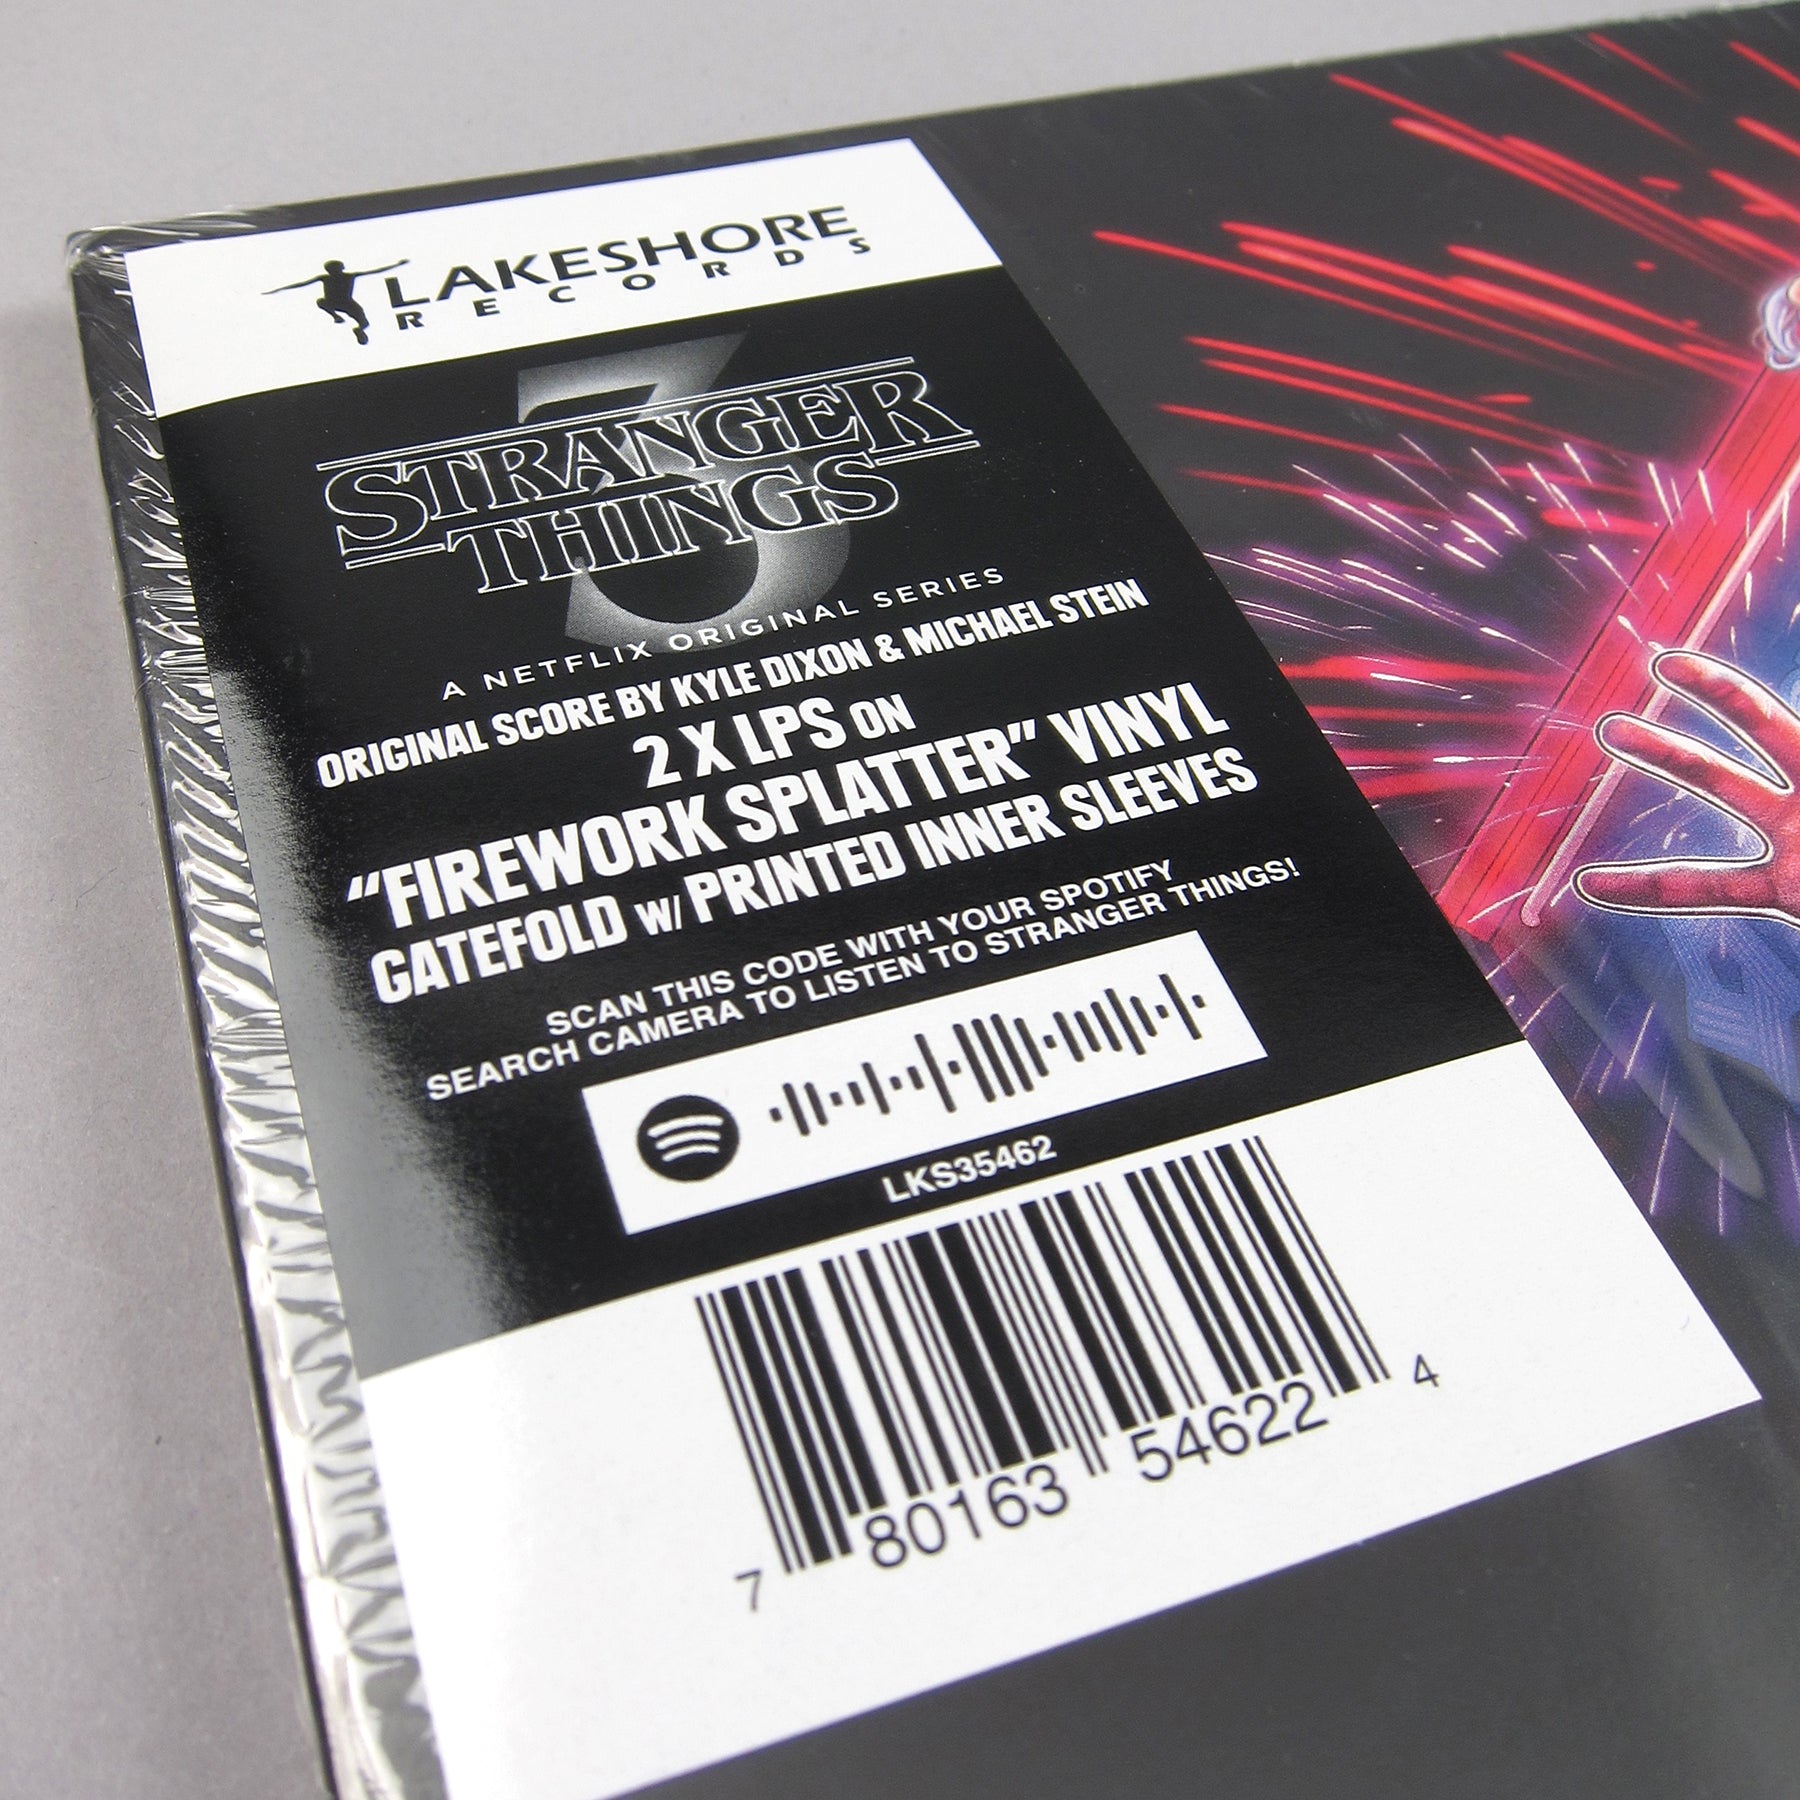 LAKESHORE
RECORDS
3
STRANGER
THINGS
A NETFLIX ORIGINAL SERIES
ORIGINAL SCORE BY KYLE DIXON & MICHAEL STEIN
2 X LPS ON
“FIREWORK SPLATTER” VINYL
GATEFOLD W/ PRINTED INNER SLEEVES
SCAN THIS CODE WITH YOUR SPOTIFY
SEARCH CAMERA TO LISTEN TO STRANGER THINGS!
LKS35462
7 80163 54622 4